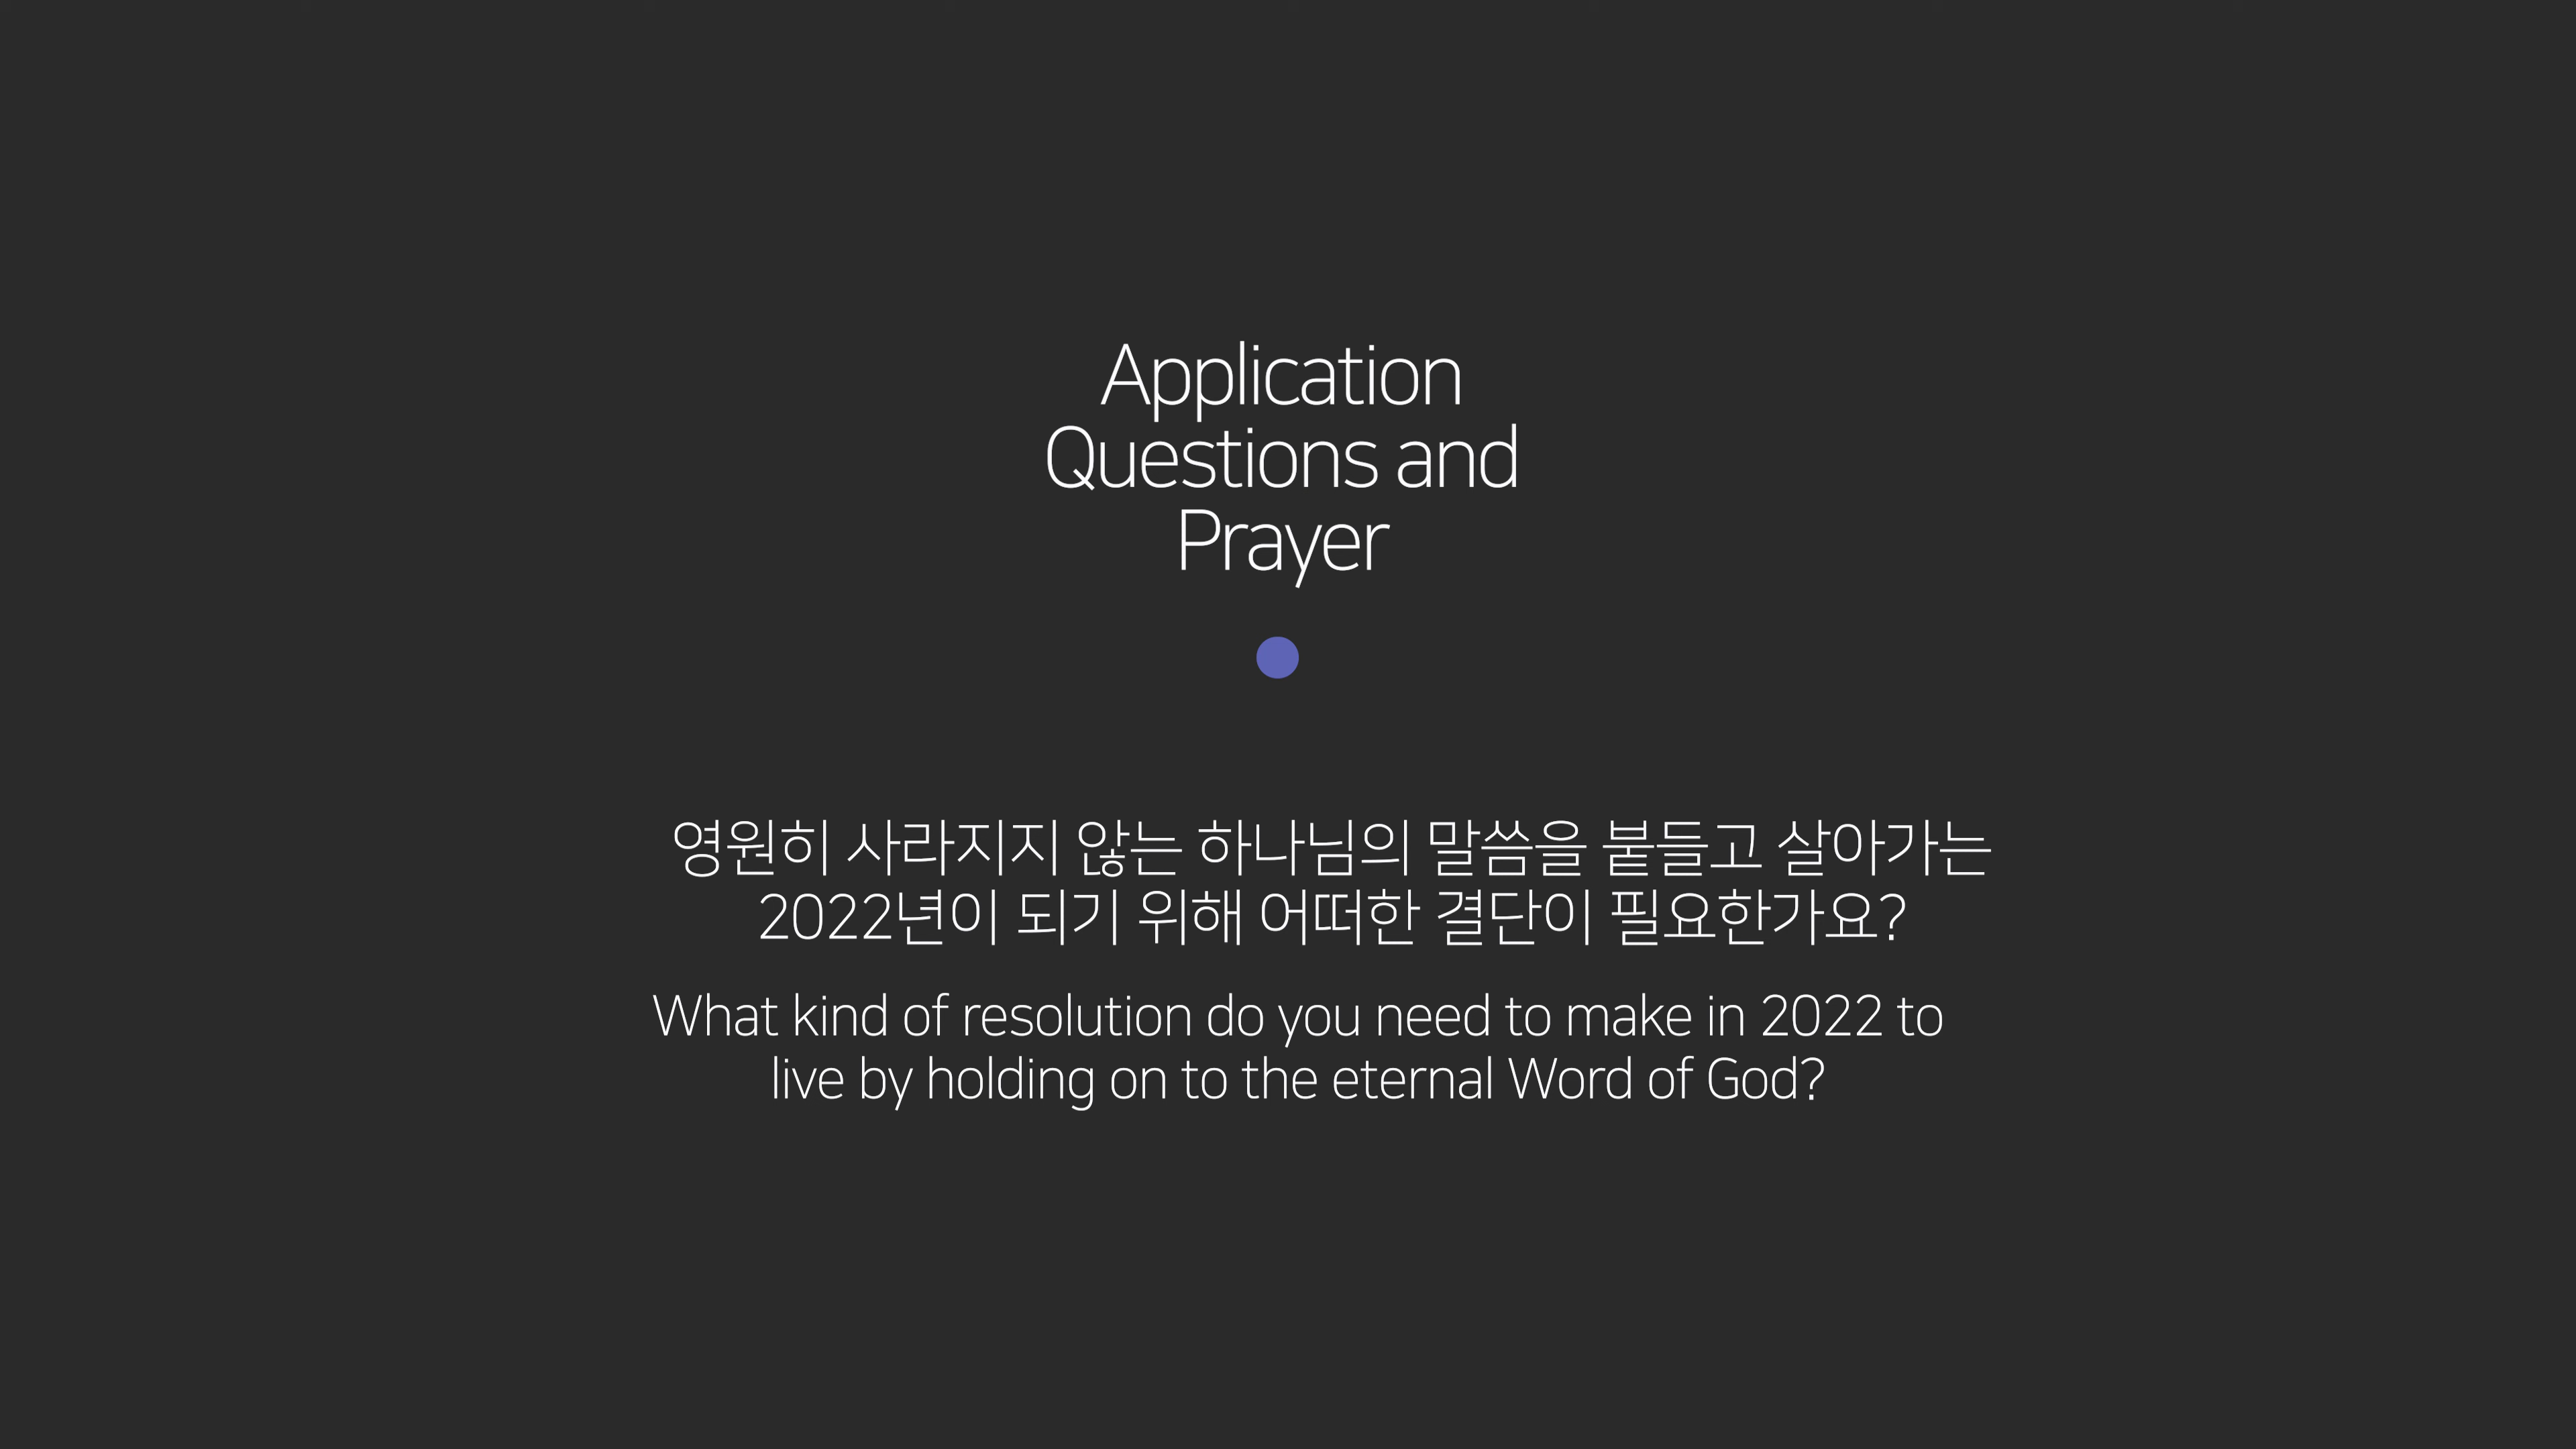 Application
Questions and
Prayer
영원히 사라지지 않는 하나님의 말씀을 붙들고 살아가는
2022년이 되기 위해 어떠한 결단이 필요한가요?
What kind of resolution do you need to make in 2022 to
live by holding on to the eternal Word of God?